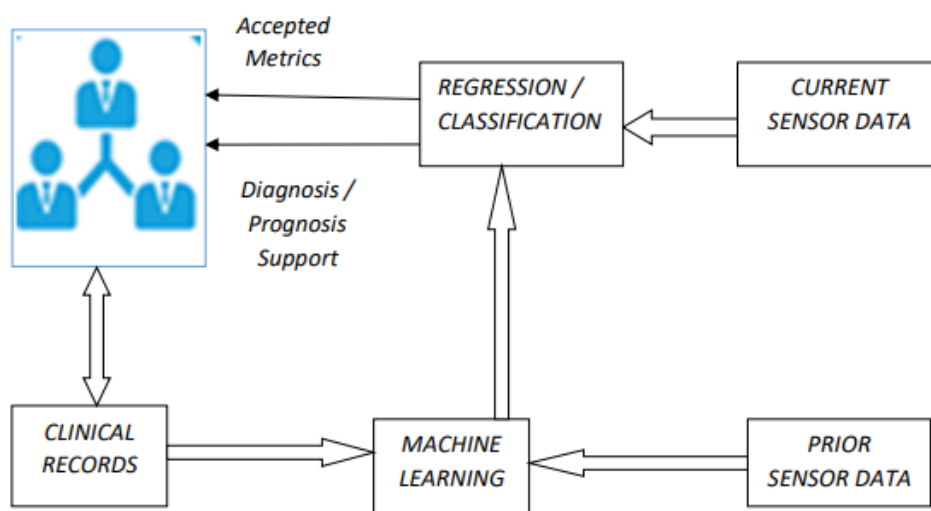 Accepted
Metrics
REGRESSION /
CLASSIFICATION
CURRENT
SENSOR DATA
Diagnosis /
Prognosis
Support
CLINICAL
RECORDS
MACHINE
LEARNING
PRIOR
SENSOR DATA